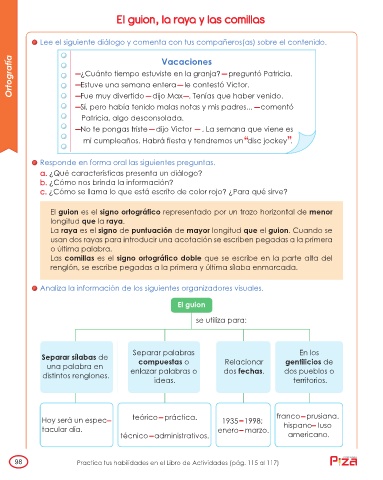 El guion, la raya y las comillas
Ortografía
Lee el siguiente diálogo y comenta con tus compañeros(as) sobre el contenido.
Vacaciones
—¿Cuánto tiempo estuviste en la granja?—preguntó Patricia.
—Estuve una semana entera—le contestó Víctor.
—Fue muy divertido—dijo Max—. Tenías que haber venido.
—Sí, pero había tenido malas notas y mis padres...—comentó
Patricia, algo desconsolada.
—No te pongas triste—dijo Víctor—. La semana que viene es
mi cumpleaños. Habrá fiesta y tendremos un “disc jockey”.
Responde en forma oral las siguientes preguntas.
a. ¿Qué características presenta un diálogo?
b. ¿Cómo nos brinda la información?
c. ¿Cómo se llama lo que está escrito de color rojo? ¿Para qué sirve?
El guion es el signo ortográfico representado por un trazo horizontal de menor
longitud que la raya.
La raya es el signo de puntuación de mayor longitud que el guion. Cuando se
usan dos rayas para introducir una acotación se escriben pegadas a la primera
o última palabra.
Las comillas es el signo ortográfico doble que se escribe en la parte alta del
renglón, se escribe pegadas a la primera y última sílaba enmarcada.
Analiza la información de los siguientes organizadores visuales.
El guion
se utiliza para:
Separar sílabas de
una palabra en
distintos renglones.
Separar palabras
compuestas o
enlazar palabras o
ideas.
Relacionar
dos fechas.
En los
gentilicios de
dos pueblos o
territorios.
Hoy será un espec-
tacular día.
teórico-práctica.
técnico-administrativos.
1935-1998;
enero-marzo.
franco-prusiana.
hispano-luso
americano.
98
Practica tus habilidades en el Libro de Actividades (pág. 115 al 117)